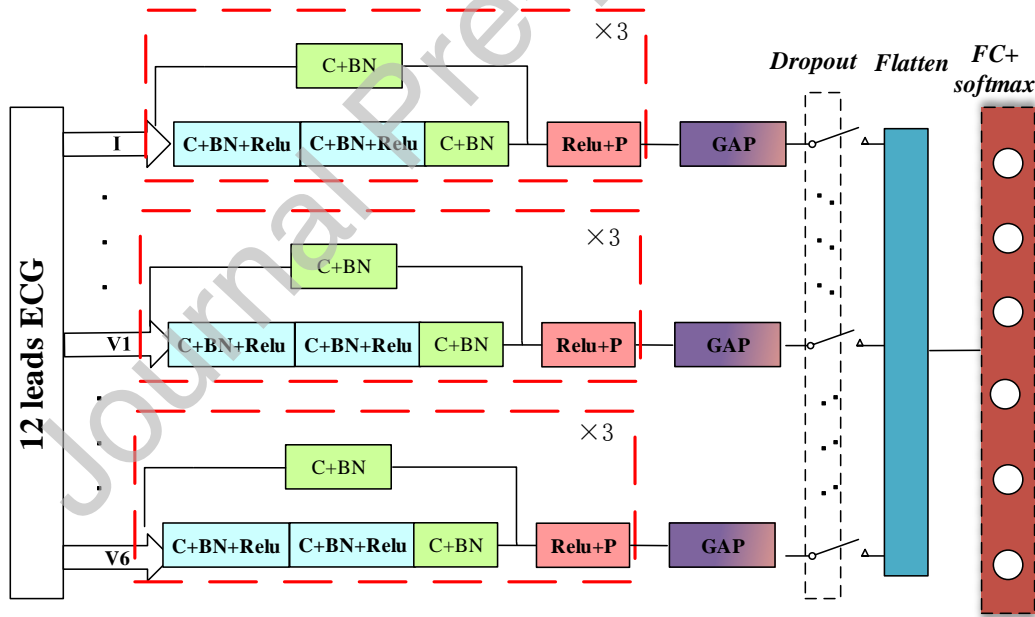 ×3
C+BN
Dropout
Flatten
FC+
softmax
I
C+BN+Relu
C+BN+Relu
C+BN
Relu+P
GAP
×3
C+BN
12 leads ECG
V1
C+BN+Relu
C+BN+Relu
C+BN
Relu+P
GAP
×3
C+BN
V6
C+BN+Relu
C+BN+Relu
C+BN
Relu+P
GAP
Journal Pre